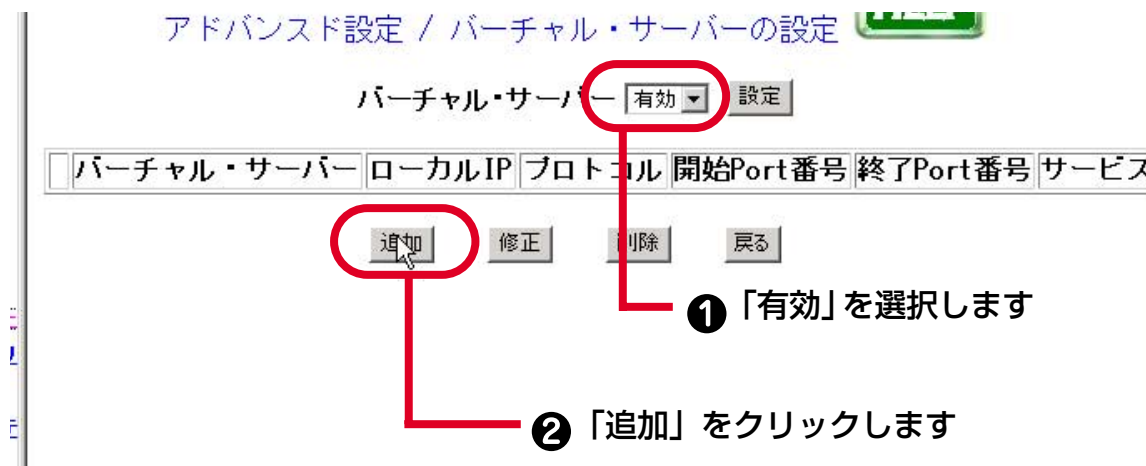 アドバンスド設定 / バーチャル・サーバーの設定
バーチャル・サーバー 有効 設定
バーチャル・サーバー ローカルIP プロトコル 開始Port番号 終了Port番号 サービス
追加 修正 削除 戻る
❶「有効」を選択します
❷「追加」をクリックします